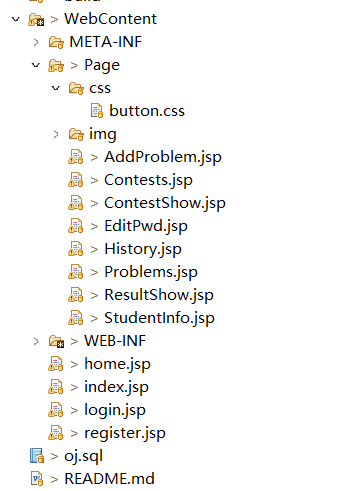 > WebContent
META-INF
> Page
css
button.css
img
> AddProblem.jsp
> Contests.jsp
> ContestShow.jsp
> EditPwd.jsp
> History.jsp
> Problems.jsp
> ResultShow.jsp
> StudentInfo.jsp
> WEB-INF
> home.jsp
> index.jsp
> login.jsp
> register.jsp
> oj.sql
> README.md